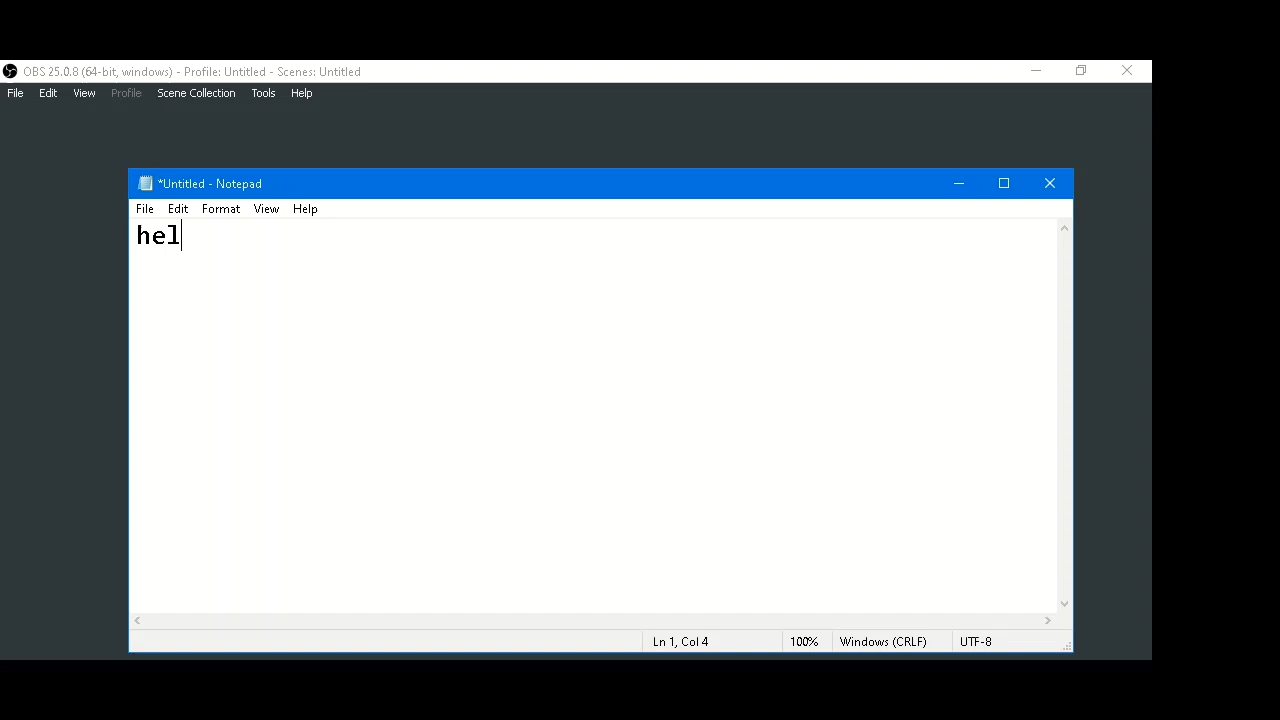 OBS 25.0.8 (64-bit, windows) - Profile: Untitled - Scenes: Untitled
File Edit View Profile Scene Collection Tools Help
*Untitled - Notepad
File Edit Format View Help
hel
Ln 1, Col 4 100% Windows (CRLF) UTF-8